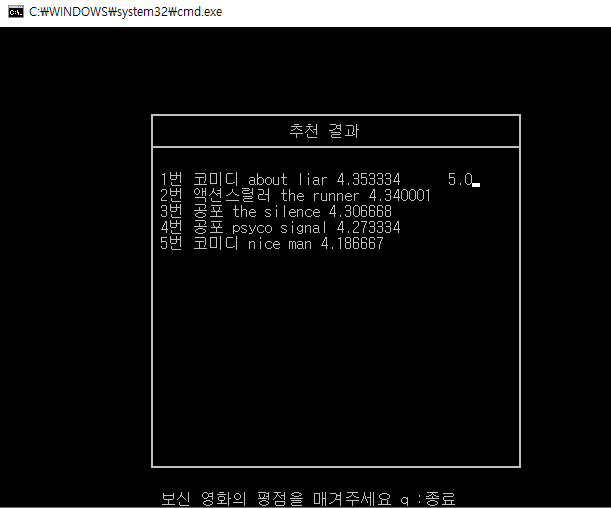 C:\WINDOWS\system32\cmd.exe
추천 결과
1번 코미디 about liar 4.353334 5.0
2번 액션스릴러 the runner 4.340001
3번 공포 the silence 4.306668
4번 공포 psyco signal 4.273334
5번 코미디 nice man 4.186667
보신 영화의 평점을 매겨주세요 q :종료